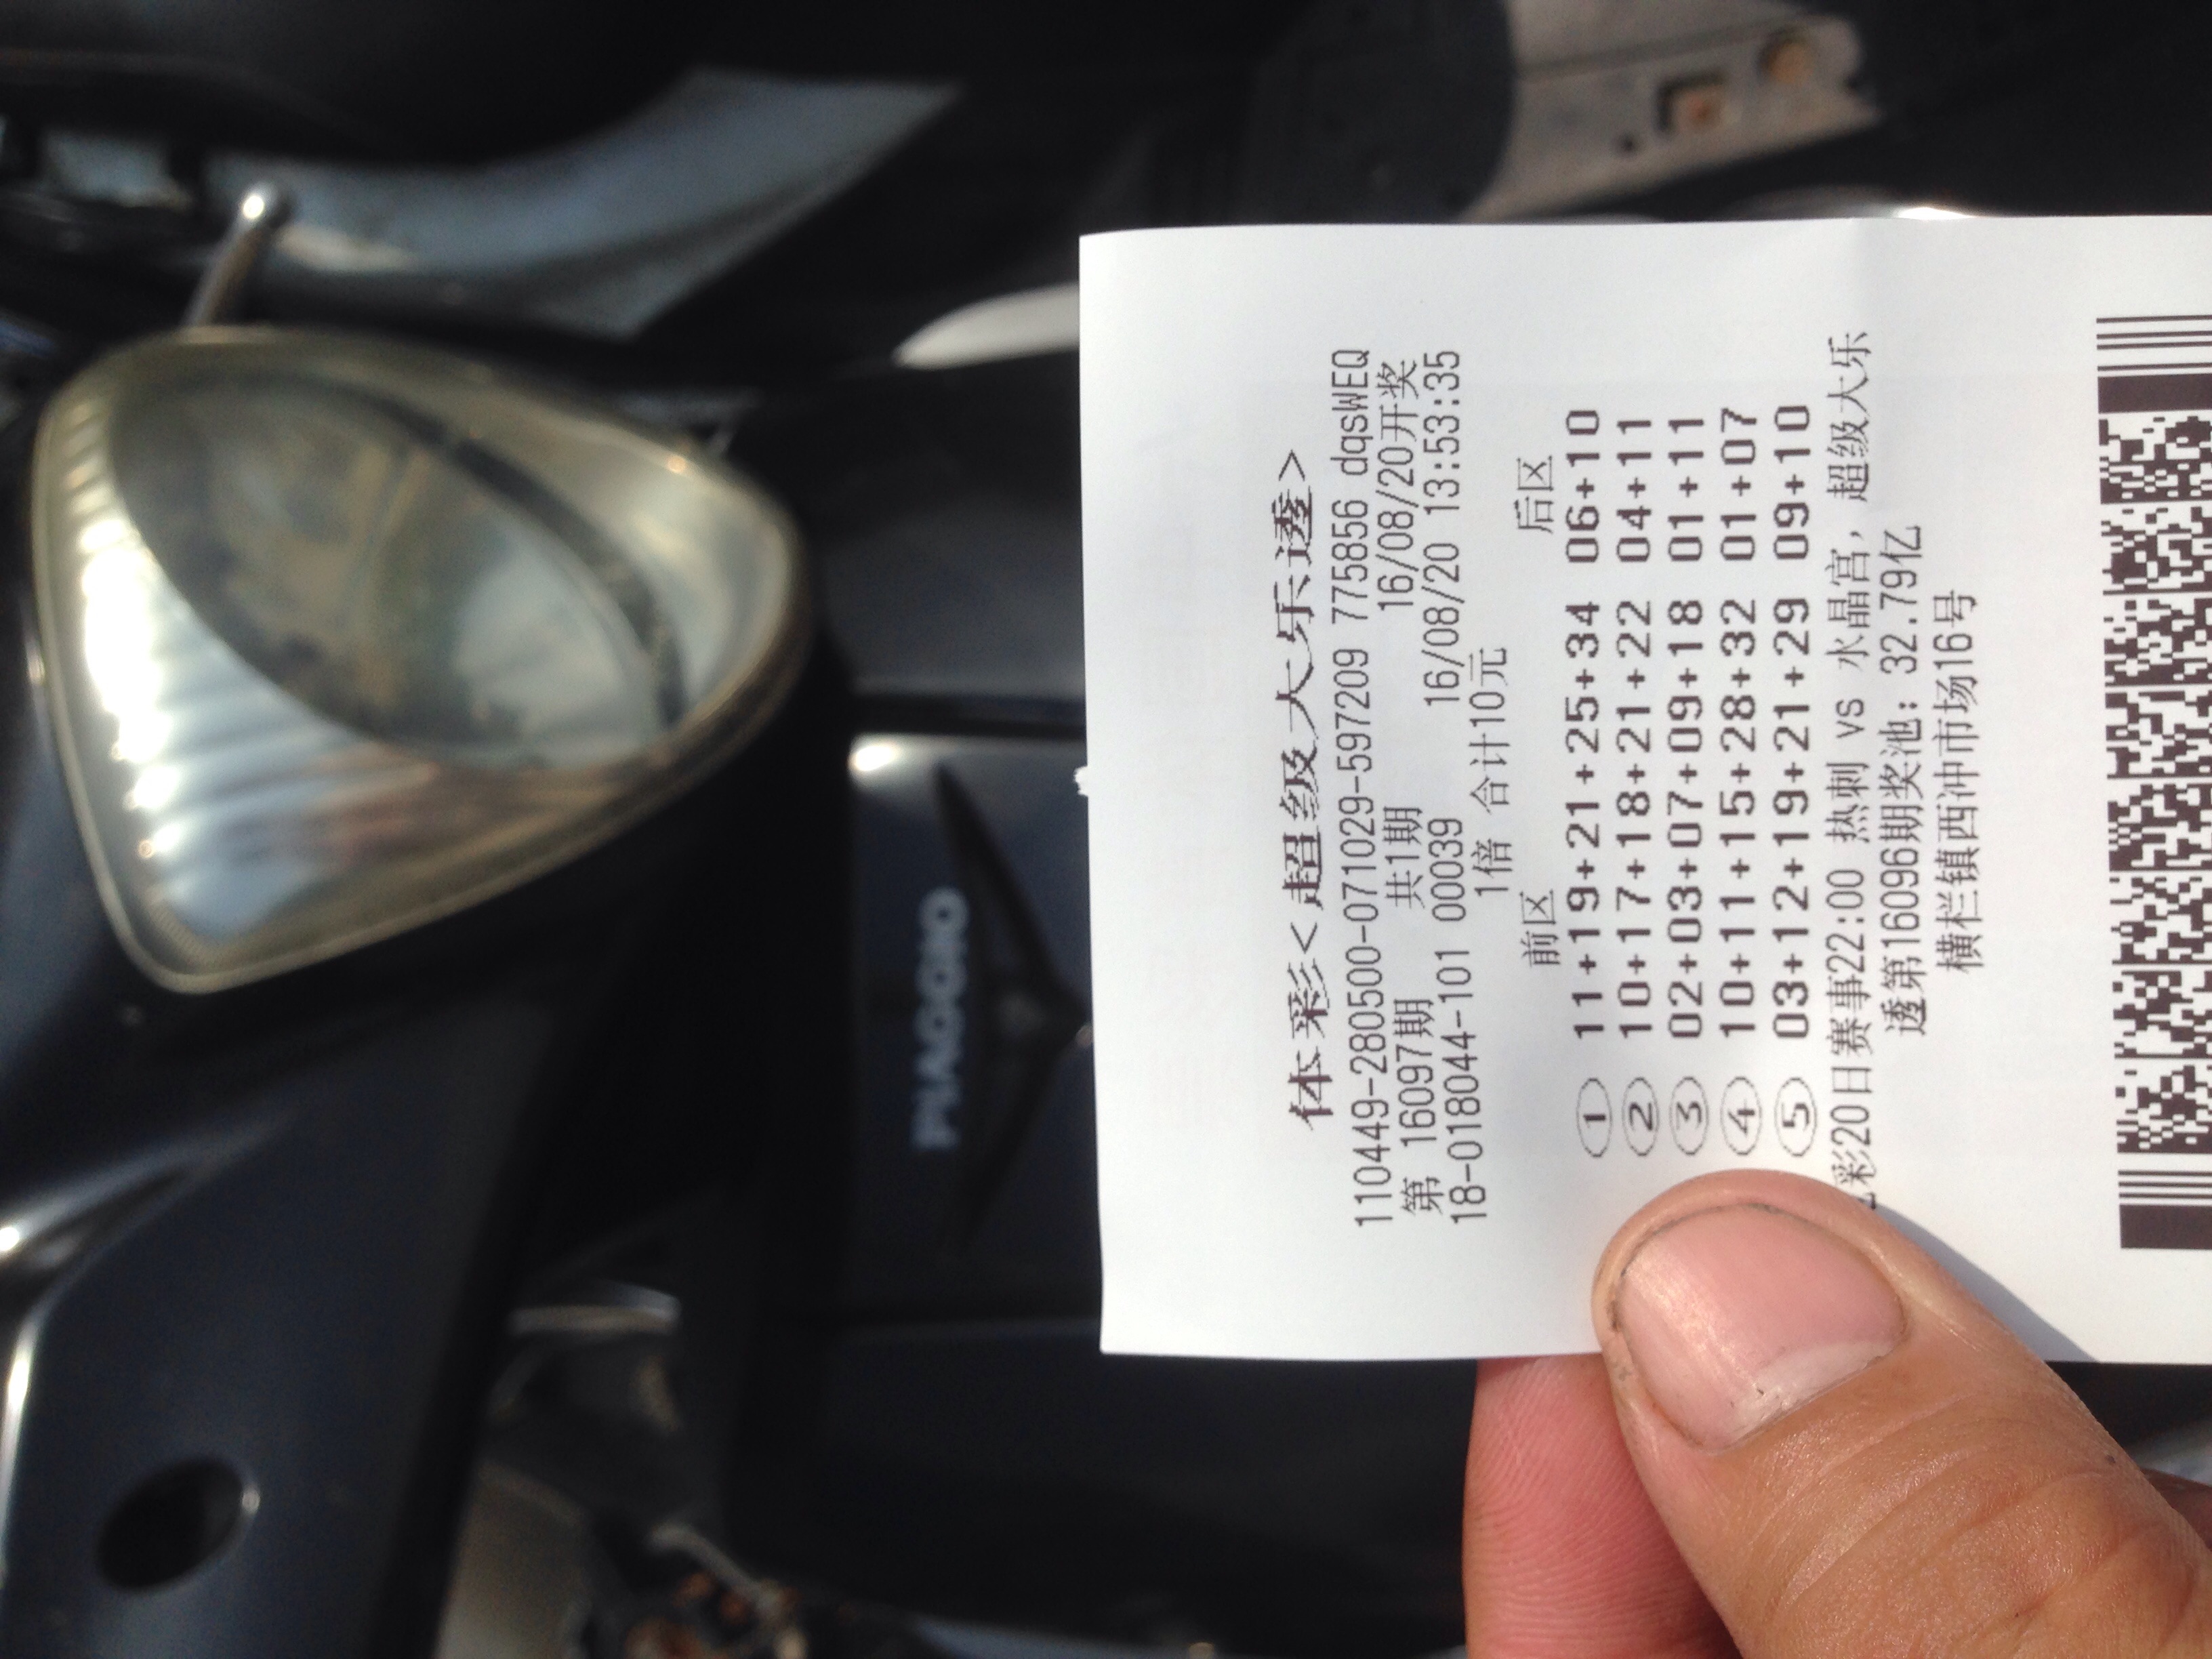 PIAGGIO
体彩<超级大乐透>
110449-280500-071029-597209 775856 dqsWEQ
第 16097期 共1期 16/08/20开奖
18-018044-101 00039 16/08/20 13:53:35
1倍 合计10元
前区 后区
① 11+19+21+25+34 06+10
② 10+17+18+21+22 04+11
③ 02+03+07+09+18 01+11
④ 10+11+15+28+32 01+07
⑤ 03+12+19+21+29 09+10
彩20日赛事22:00 热刺 vs 水晶宫, 超级大乐
透第16096期奖池: 32.79亿
横栏镇西冲市场16号